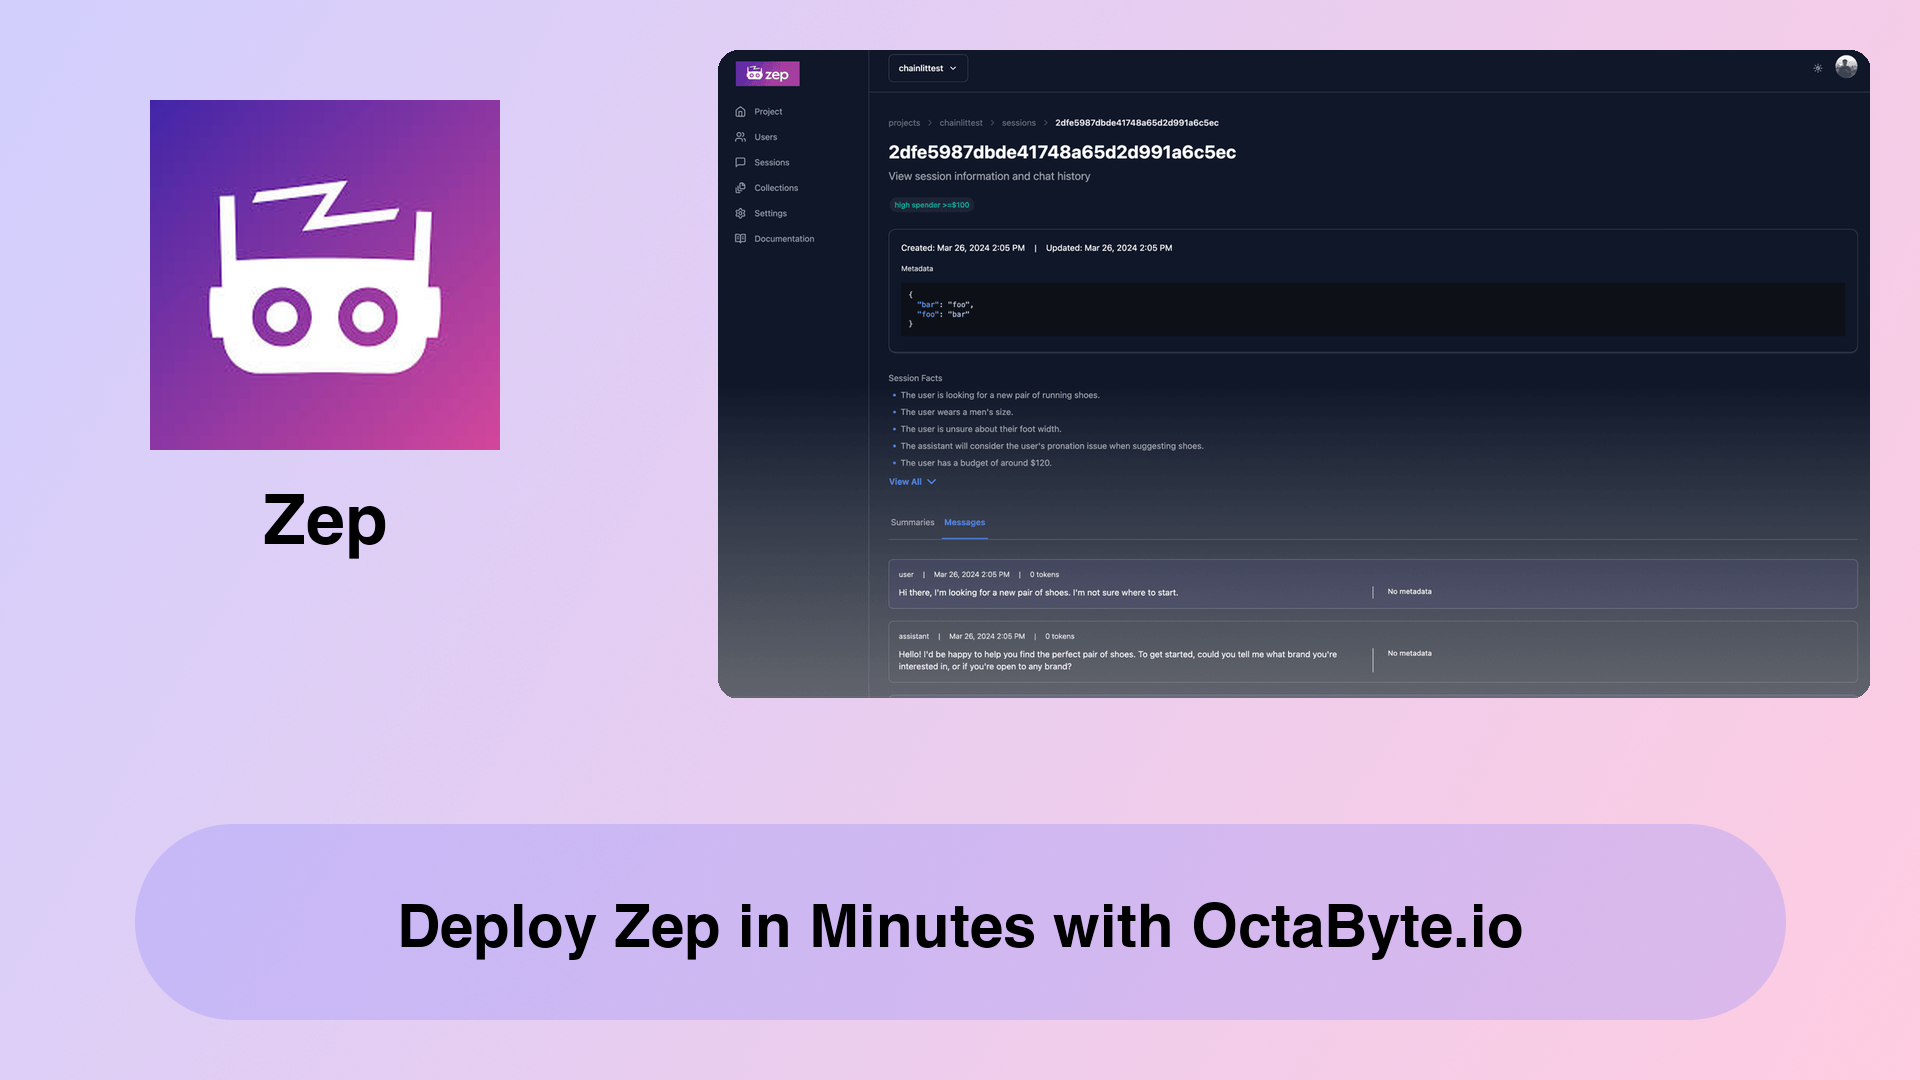 Zep
zep
Project
Users
Sessions
Collections
Settings
Documentation
chainlittest
projects > chainlittest > sessions > 2dfe5987dbde41748a65d2d991a6c5ec
2dfe5987dbde41748a65d2d991a6c5ec
View session information and chat history
high spender >=$100
Created: Mar 26, 2024 2:05 PM | Updated: Mar 26, 2024 2:05 PM
Metadata
{
"bar": "foo",
"foo": "bar"
}
Session Facts
• The user is looking for a new pair of running shoes.
• The user wears a men's size.
• The user is unsure about their foot width.
• The assistant will consider the user's pronation issue when suggesting shoes.
• The user has a budget of around $120.
View All
Summaries Messages
user | Mar 26, 2024 2:05 PM | 0 tokens
Hi there, I'm looking for a new pair of shoes. I'm not sure where to start.
No metadata
assistant | Mar 26, 2024 2:05 PM | 0 tokens
Hello! I'd be happy to help you find the perfect pair of shoes. To get started, could you tell me what brand you're
interested in, or if you're open to any brand?
No metadata
Deploy Zep in Minutes with OctaByte.io